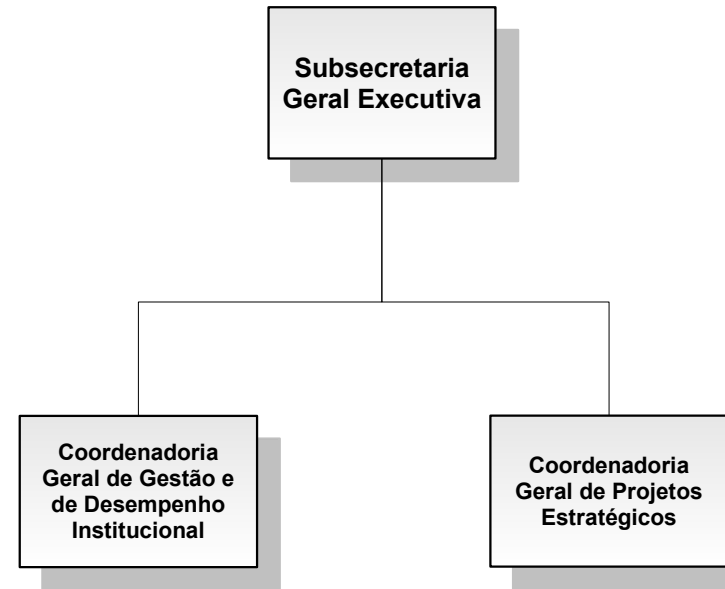 Subsecretaria
Geral Executiva
Coordenadoria
Geral de Gestão e
de Desempenho
Institucional
Coordenadoria
Geral de Projetos
Estratégicos